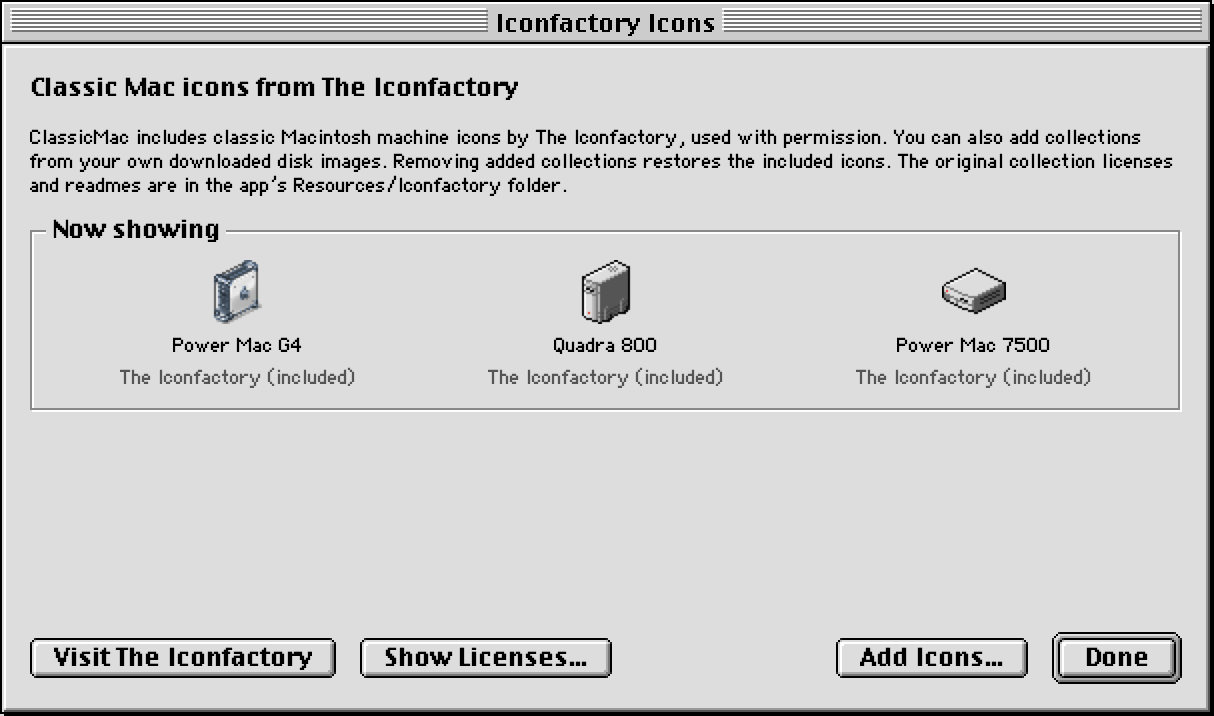 Iconfactory Icons
Classic Mac icons from The Iconfactory
ClassicMac includes classic Macintosh machine icons by The Iconfactory, used with permission. You can also add collections
from your own downloaded disk images. Removing added collections restores the included icons. The original collection licenses
and readmes are in the app's Resources/Iconfactory folder.
Now showing
Power Mac G4
Quadra 800
Power Mac 7500
The Iconfactory (included)
The Iconfactory (included)
The Iconfactory (included)
Visit The Iconfactory
Show Licenses...
Add Icons...
Done